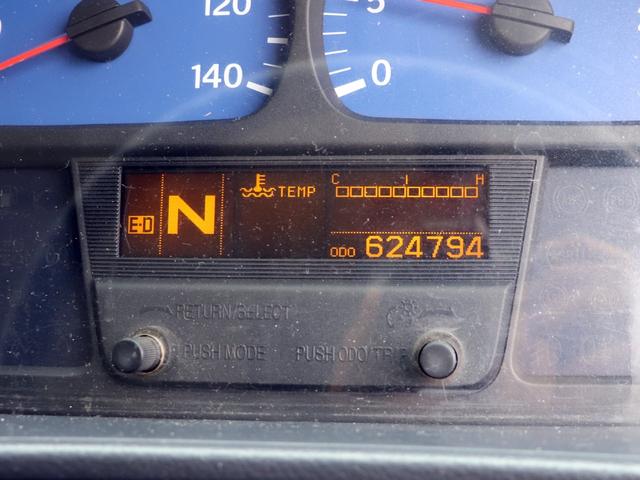 120
140
5
0
E-D
N
TEMP
C H
ODO 624794
RETURN/SELECT
PUSH MODE
PUSH ODO/TRIP